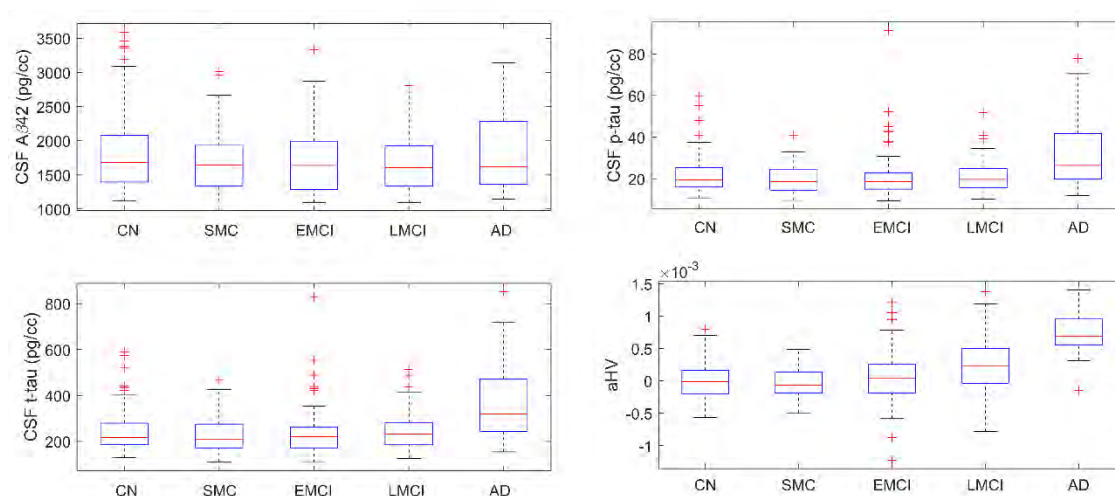 CSF Aβ42 (pg/cc)
3500
3000
2500
2000
1500
1000
CN SMC EMCI LMCI AD
CSF p-tau (pg/cc)
80
60
40
20
CN SMC EMCI LMCI AD
CSF t-tau (pg/cc)
800
600
400
200
CN SMC EMCI LMCI AD
×10⁻³
aHV
1.5
1
0.5
0
-0.5
-1
CN SMC EMCI LMCI AD